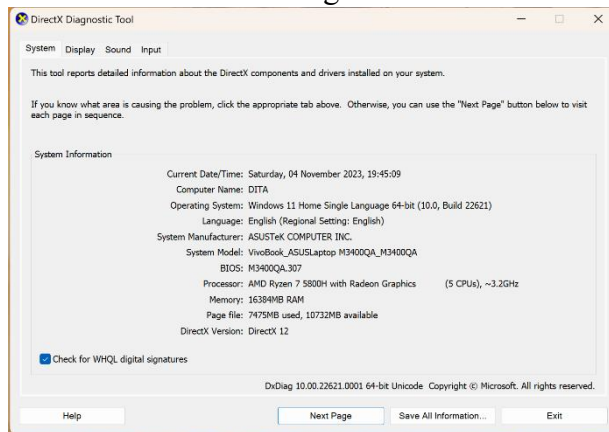 DirectX Diagnostic Tool
System Display Sound Input
This tool reports detailed information about the DirectX components and drivers installed on your system.
If you know what area is causing the problem, click the appropriate tab above. Otherwise, you can use the "Next Page" button below to visit
each page in sequence.
System Information
Current Date/Time: Saturday, 04 November 2023, 19:45:09
Computer Name: DITA
Operating System: Windows 11 Home Single Language 64-bit (10.0, Build 22621)
Language: English (Regional Setting: English)
System Manufacturer: ASUSTeK COMPUTER INC.
System Model: VivoBook_ASUSLaptop M3400QA_M3400QA
BIOS: M3400QA.307
Processor: AMD Ryzen 7 5800H with Radeon Graphics (5 CPUs), ~3.2GHz
Memory: 16384MB RAM
Page file: 7475MB used, 10732MB available
DirectX Version: DirectX 12
Check for WHQL digital signatures
DxDiag 10.00.22621.0001 64-bit Unicode Copyright © Microsoft. All rights reserved.
Help Next Page Save All Information... Exit